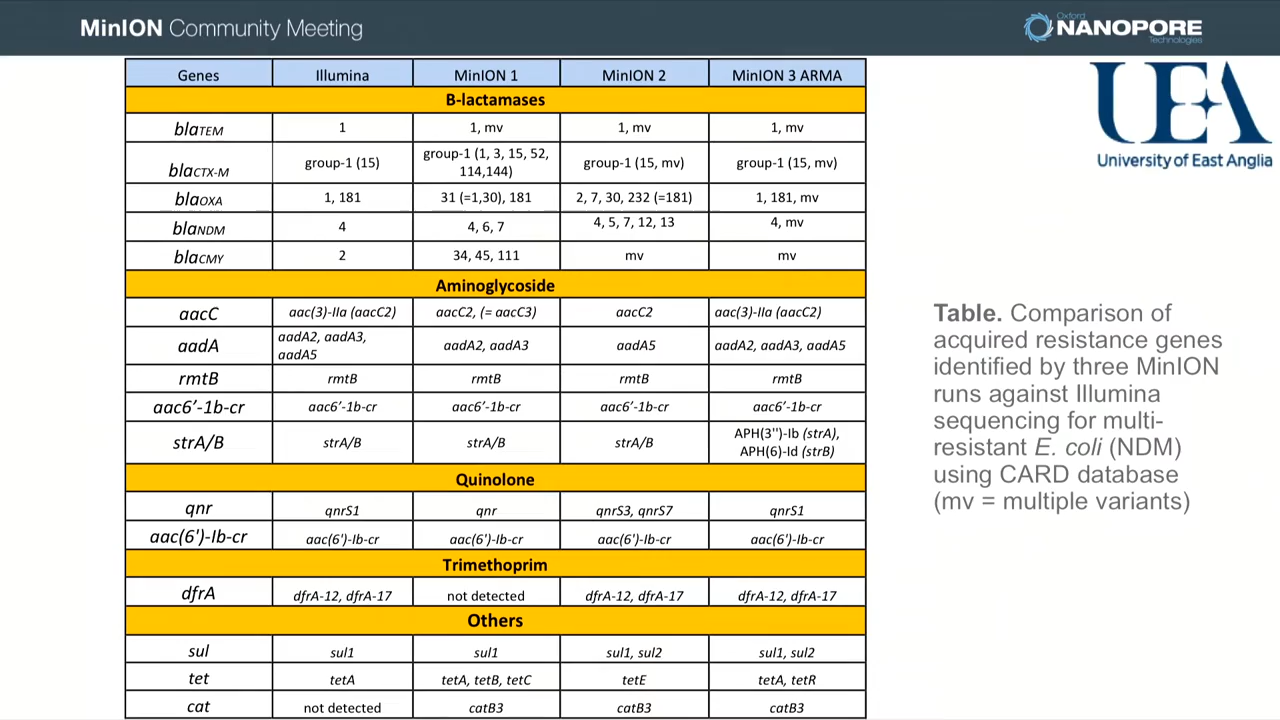 MinION Community Meeting
Oxford
NANOPORE
Technologies
Genes Illumina MinION 1 MinION 2 MinION 3 ARMA
B-lactamases
blaTEM 1 1, mv 1, mv 1, mv
blaCTX-M group-1 (15) group-1 (1, 3, 15, 52, 114,144) group-1 (15, mv) group-1 (15, mv)
blaOXA 1, 181 31 (=1,30), 181 2, 7, 30, 232 (=181) 1, 181, mv
blaNDM 4 4, 6, 7 4, 5, 7, 12, 13 4, mv
blaCMY 2 34, 45, 111 mv mv
Aminoglycoside
aacC aac(3)-IIa (aacC2) aacC2, (= aacC3) aacC2 aac(3)-IIa (aacC2)
aadA aadA2, aadA3, aadA5 aadA2, aadA3 aadA5 aadA2, aadA3, aadA5
rmtB rmtB rmtB rmtB rmtB
aac6’-1b-cr aac6’-1b-cr aac6’-1b-cr aac6’-1b-cr aac6’-1b-cr
strA/B strA/B strA/B strA/B APH(3'')-Ib (strA), APH(6)-Id (strB)
Quinolone
qnr qnrS1 qnr qnrS3, qnrS7 qnrS1
aac(6')-Ib-cr aac(6')-Ib-cr aac(6')-Ib-cr aac(6')-Ib-cr aac(6')-Ib-cr
Trimethoprim
dfrA dfrA-12, dfrA-17 not detected dfrA-12, dfrA-17 dfrA-12, dfrA-17
Others
sul sul1 sul1 sul1, sul2 sul1, sul2
tet tetA tetA, tetB, tetC tetE tetA, tetR
cat not detected catB3 catB3 catB3
UEA
University of East Anglia
Table. Comparison of
acquired resistance genes
identified by three MinION
runs against Illumina
sequencing for multi-
resistant E. coli (NDM)
using CARD database
(mv = multiple variants)